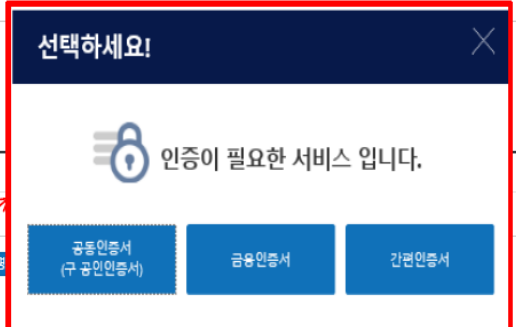 선택하세요!
인증이 필요한 서비스 입니다.
공동인증서
(구 공인인증서)
금융인증서
간편인증서